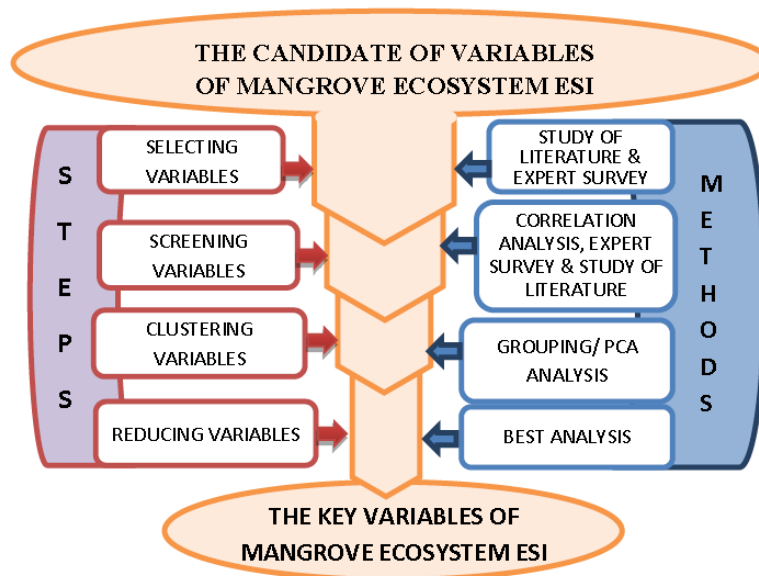 THE CANDIDATE OF VARIABLES
OF MANGROVE ECOSYSTEM ESI
STEPS
SELECTING
VARIABLES
STUDY OF
LITERATURE &
EXPERT SURVEY
METHODS
SCREENING
VARIABLES
CORRELATION
ANALYSIS, EXPERT
SURVEY & STUDY OF
LITERATURE
CLUSTERING
VARIABLES
GROUPING/ PCA
ANALYSIS
REDUCING VARIABLES
BEST ANALYSIS
THE KEY VARIABLES OF
MANGROVE ECOSYSTEM ESI